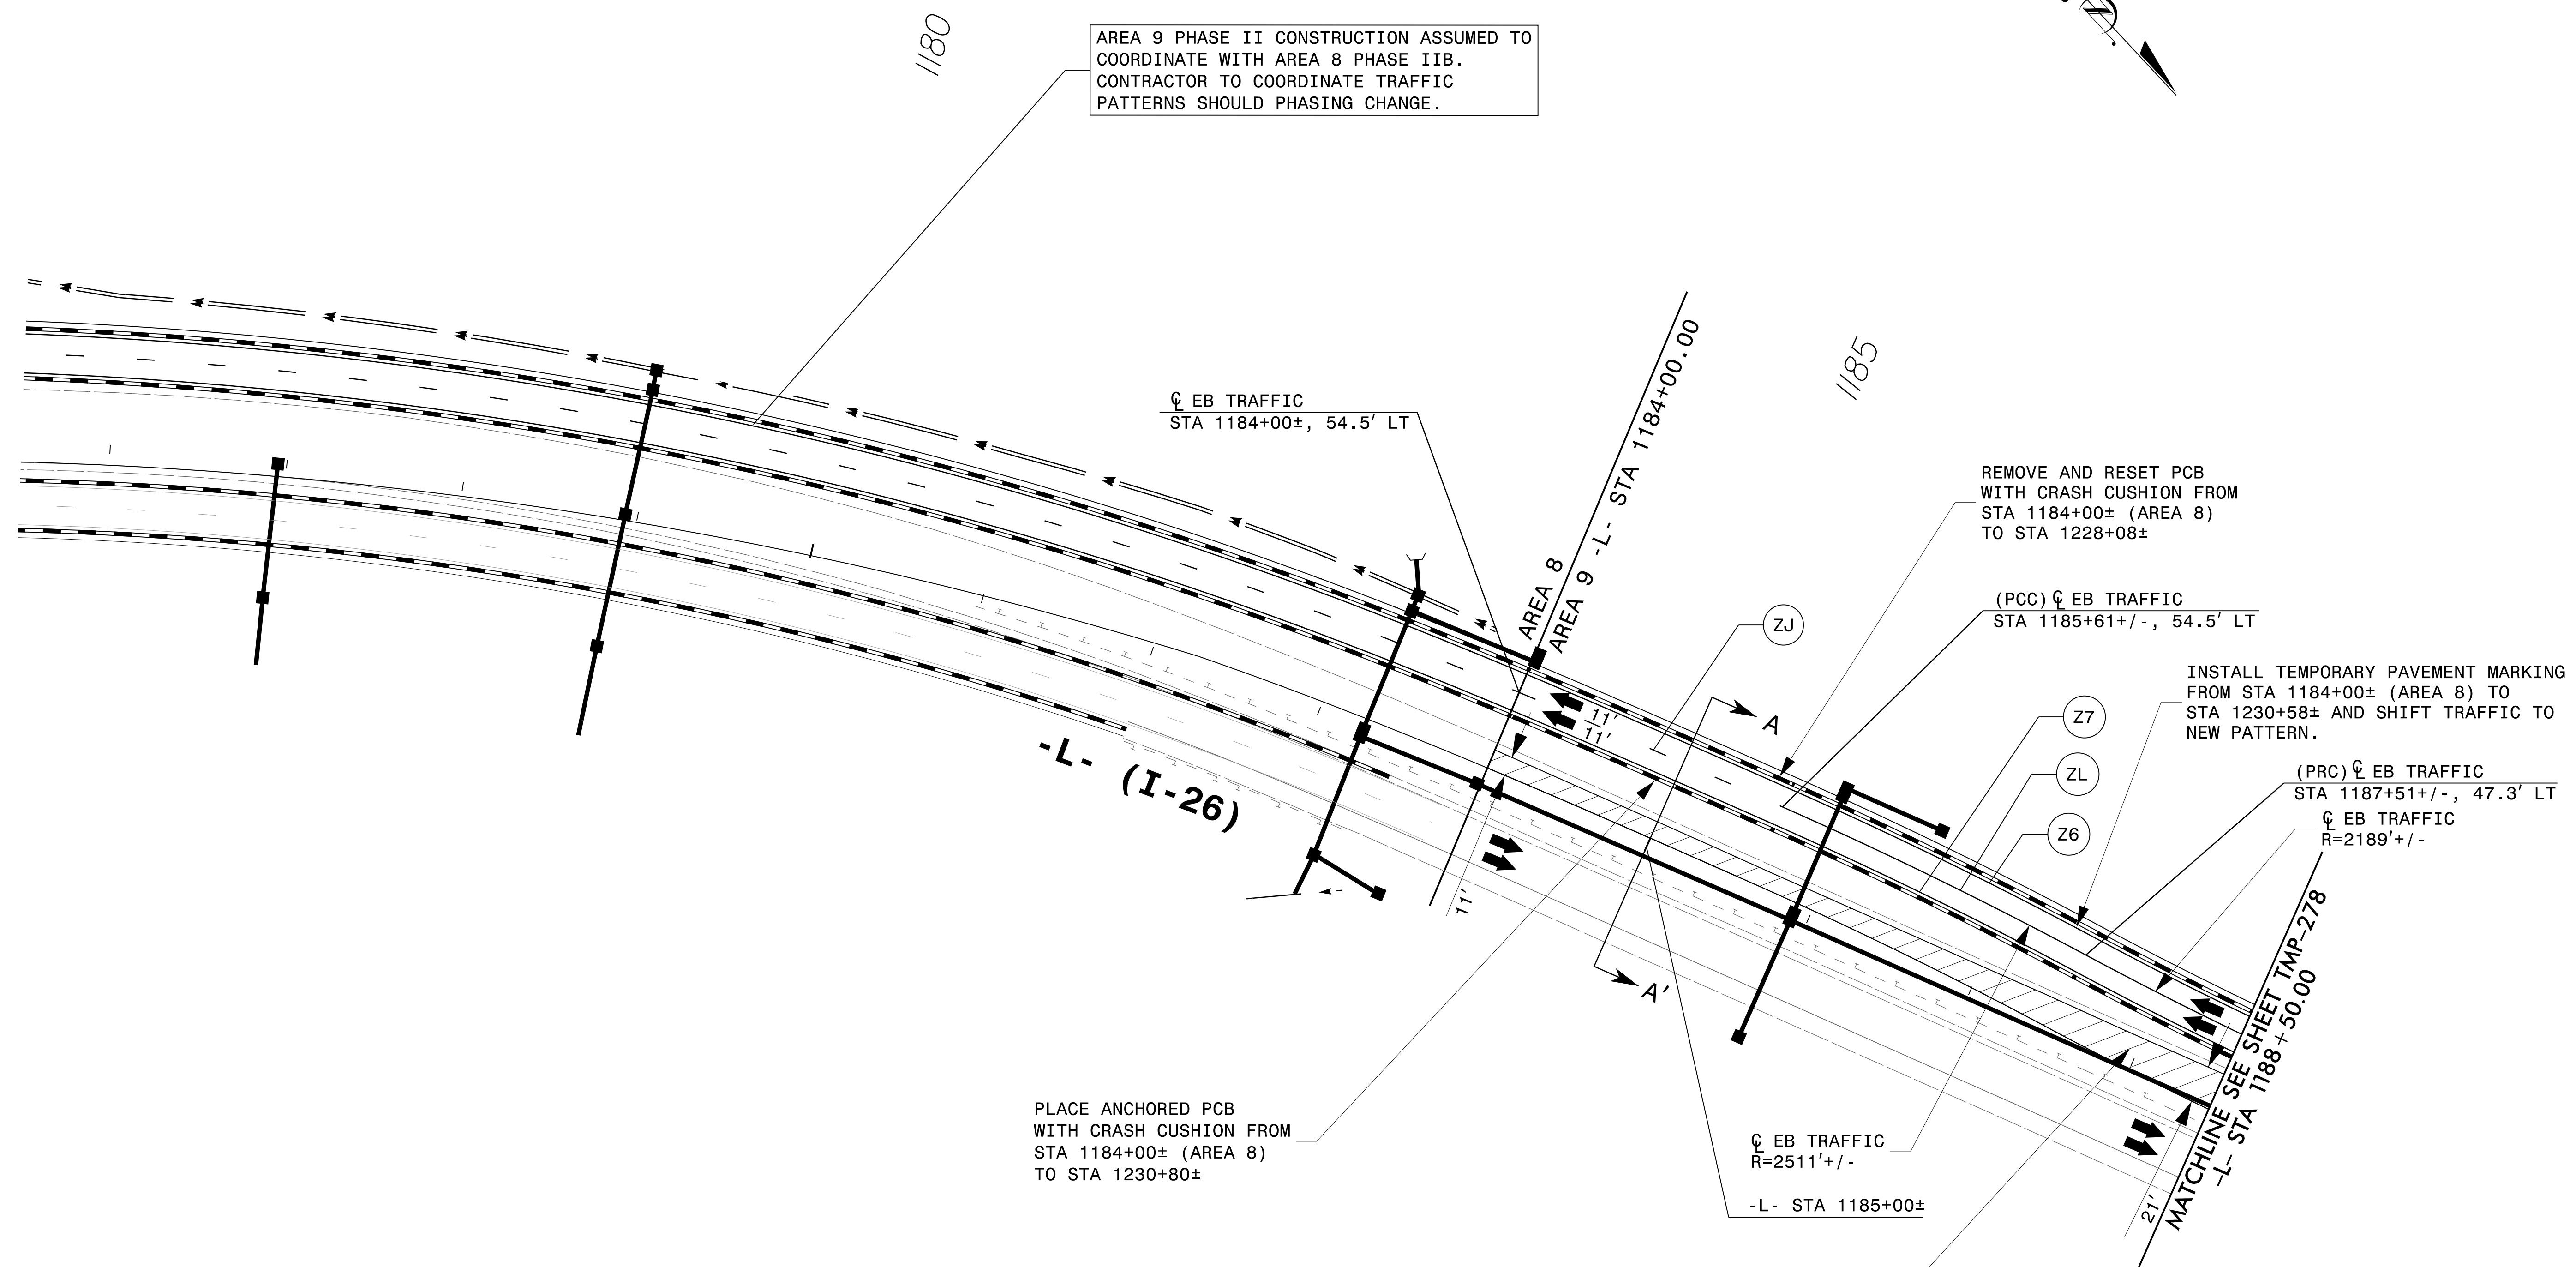 1180
AREA 9 PHASE II CONSTRUCTION ASSUMED TO
COORDINATE WITH AREA 8 PHASE IIB.
CONTRACTOR TO COORDINATE TRAFFIC
PATTERNS SHOULD PHASING CHANGE.
℄ EB TRAFFIC
STA 1184+00±, 54.5' LT
AREA 8
AREA 9 -L- STA 1184+00.00
1185
REMOVE AND RESET PCB
WITH CRASH CUSHION FROM
STA 1184+00± (AREA 8)
TO STA 1228+08±
ZJ
(PCC) ℄ EB TRAFFIC
STA 1185+61+/-, 54.5' LT
INSTALL TEMPORARY PAVEMENT MARKING
FROM STA 1184+00± (AREA 8) TO
STA 1230+58± AND SHIFT TRAFFIC TO
NEW PATTERN.
Z7
ZL
Z6
(PRC) ℄ EB TRAFFIC
STA 1187+51+/-, 47.3' LT
℄ EB TRAFFIC
R=2189'+/-
11'
11'
A
-L- (I-26)
11'
A'
PLACE ANCHORED PCB
WITH CRASH CUSHION FROM
STA 1184+00± (AREA 8)
TO STA 1230+80±
℄ EB TRAFFIC
R=2511'+/-
-L- STA 1185+00±
21'
MATCHLINE SEE SHEET TMP-278
-L- STA 1188+50.00